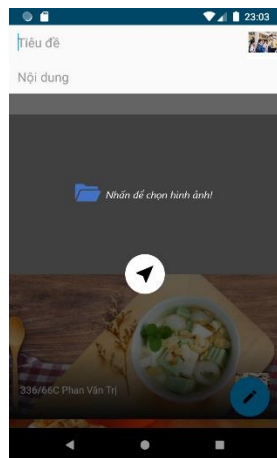 23:03
Tiêu đề
Nội dung
Nhấn để chọn hình ảnh!
336/66C Phan Văn Trị